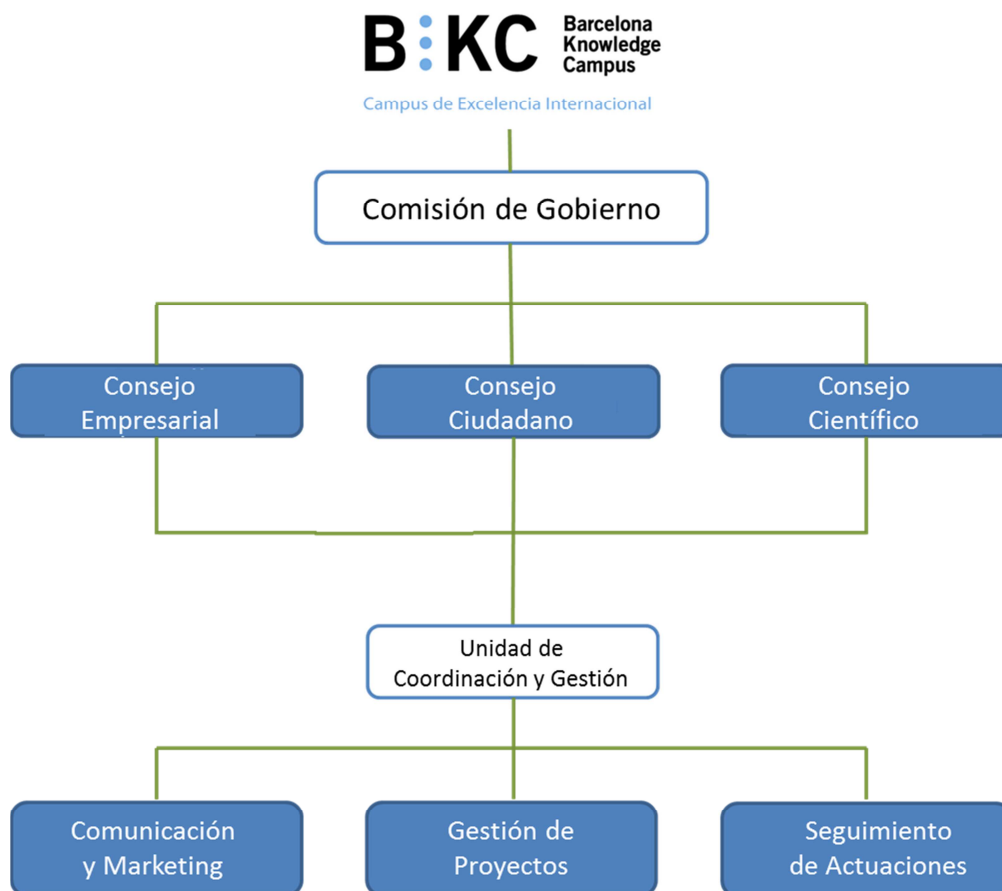 B:KC
Barcelona
Knowledge
Campus
Campus de Excelencia Internacional
Comisión de Gobierno
Consejo
Empresarial
Consejo
Ciudadano
Consejo
Científico
Unidad de
Coordinación y Gestión
Comunicación
y Marketing
Gestión de
Proyectos
Seguimiento
de Actuaciones